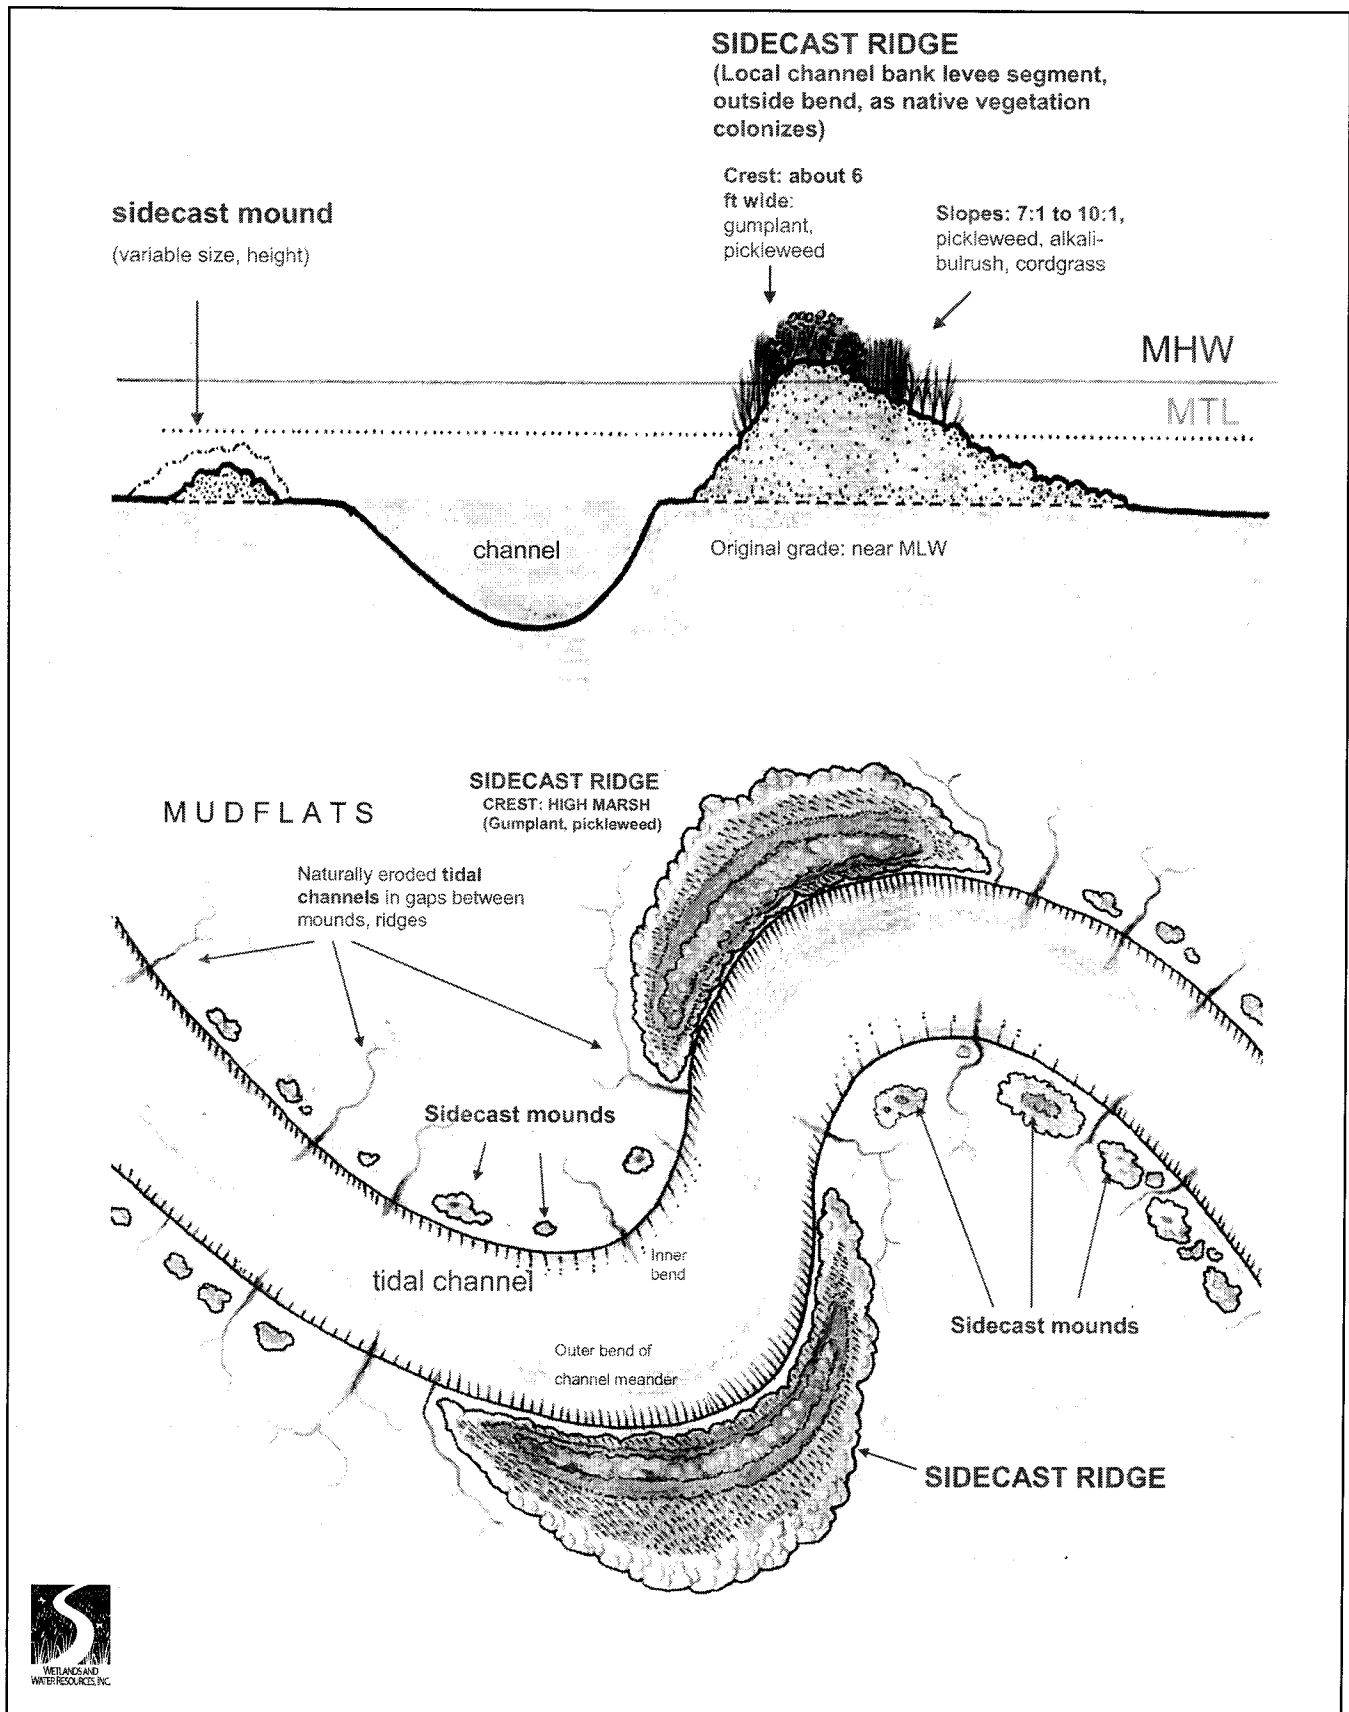 SIDECAST RIDGE
(Local channel bank levee segment,
outside bend, as native vegetation
colonizes)
Crest: about 6
ft wide:
gumplant,
pickleweed
sidecast mound
(variable size, height)
Slopes: 7:1 to 10:1,
pickleweed, alkali-
bulrush, cordgrass
MHW
MTL
channel
Original grade: near MLW
MUDFLATS
SIDECAST RIDGE
CREST: HIGH MARSH
(Gumplant, pickleweed)
Naturally eroded tidal
channels in gaps between
mounds, ridges
Sidecast mounds
Inner
bend
tidal channel
Sidecast mounds
Outer bend of
channel meander
SIDECAST RIDGE
WETLANDS AND
WATER RESOURCES, INC.